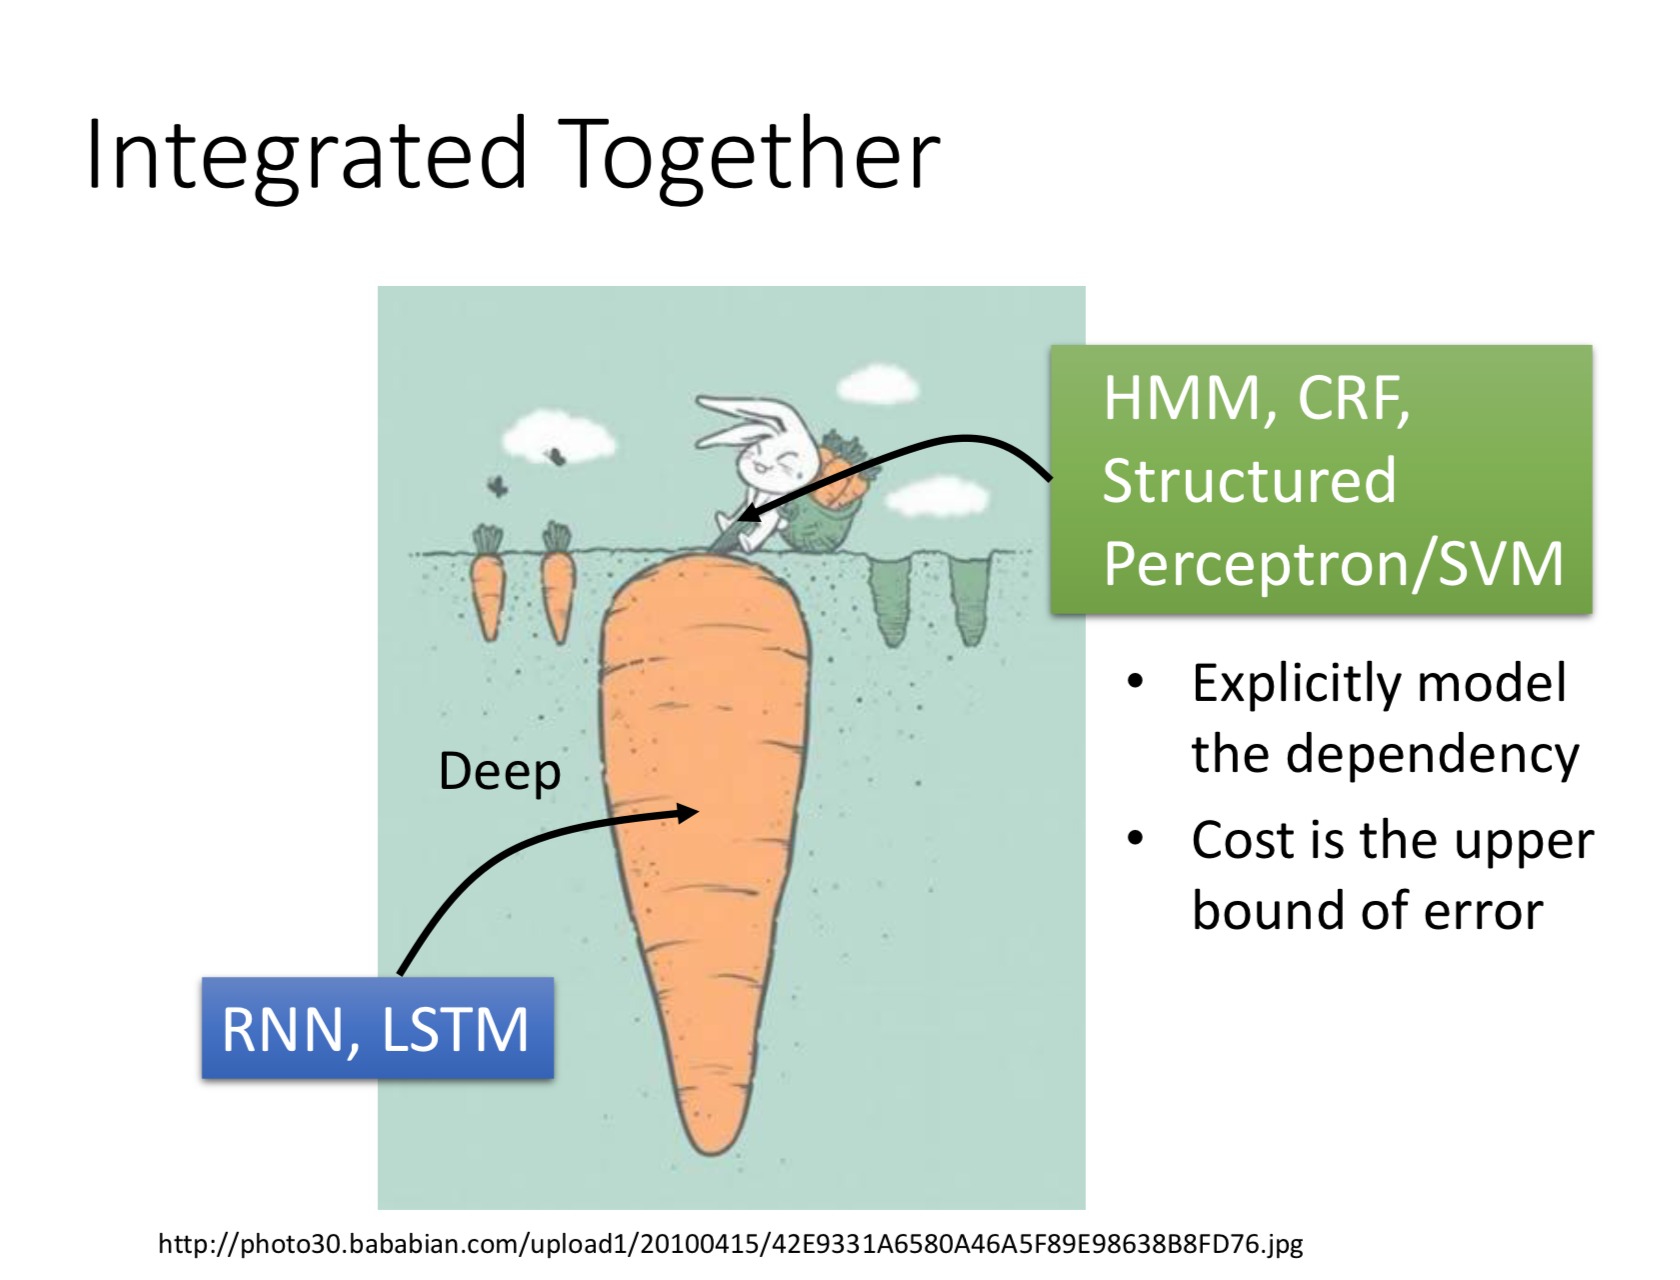 Integrated Together
HMM, CRF,
Structured
Perceptron/SVM
• Explicitly model
the dependency
• Cost is the upper
bound of error
Deep
RNN, LSTM
http://photo30.bababian.com/upload1/20100415/42E9331A6580A46A5F89E98638B8FD76.jpg